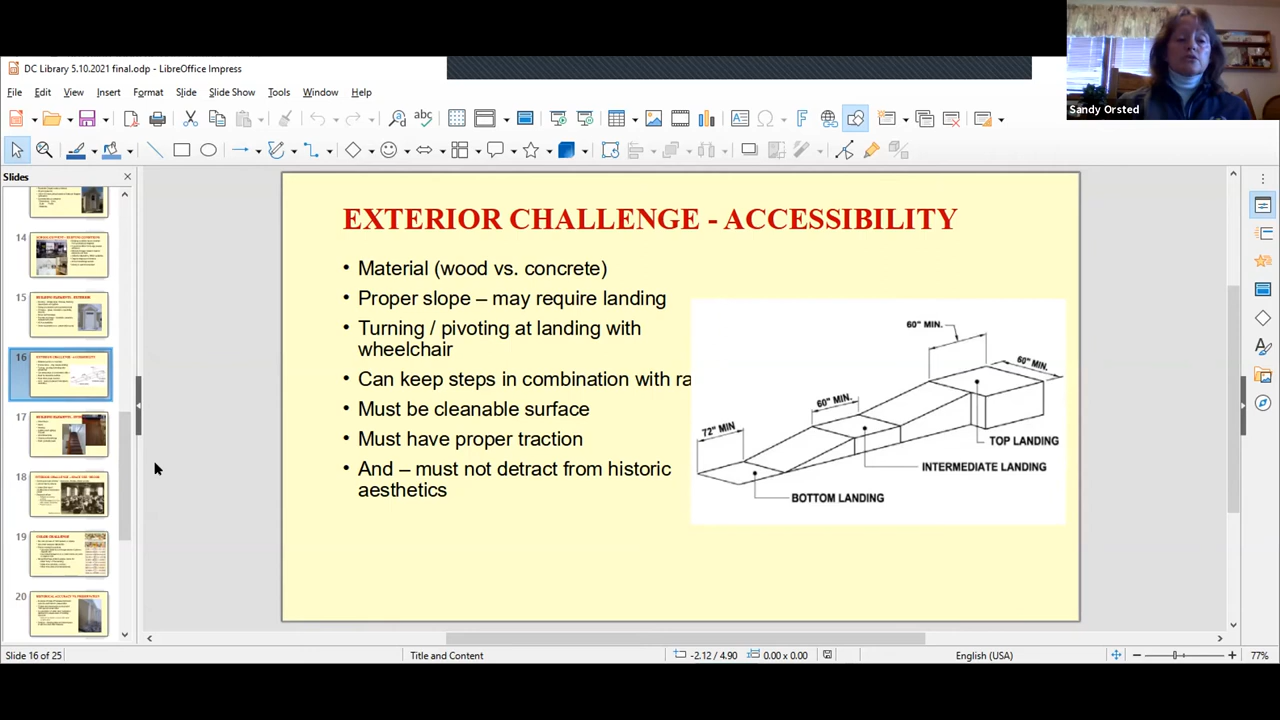 DC Library 5.10.2021 final.odp - LibreOffice Impress
Sandy Orsted
File Edit View Insert Format Slide Slide Show Tools Window Help
abc
Slides
14
15
16
17
18
19
20
EXTERIOR CHALLENGE - ACCESSIBILITY
• Material (wood vs. concrete)
• Proper slope – may require landing
• Turning / pivoting at landing with
wheelchair
• Can keep steps in combination with ra
• Must be cleanable surface
• Must have proper traction
• And – must not detract from historic
aesthetics
60" MIN.
60" MIN.
60" MIN.
72" MIN
TOP LANDING
INTERMEDIATE LANDING
BOTTOM LANDING
Slide 16 of 25
Title and Content
-2.12 / 4.90
0.00 x 0.00
English (USA)
77%